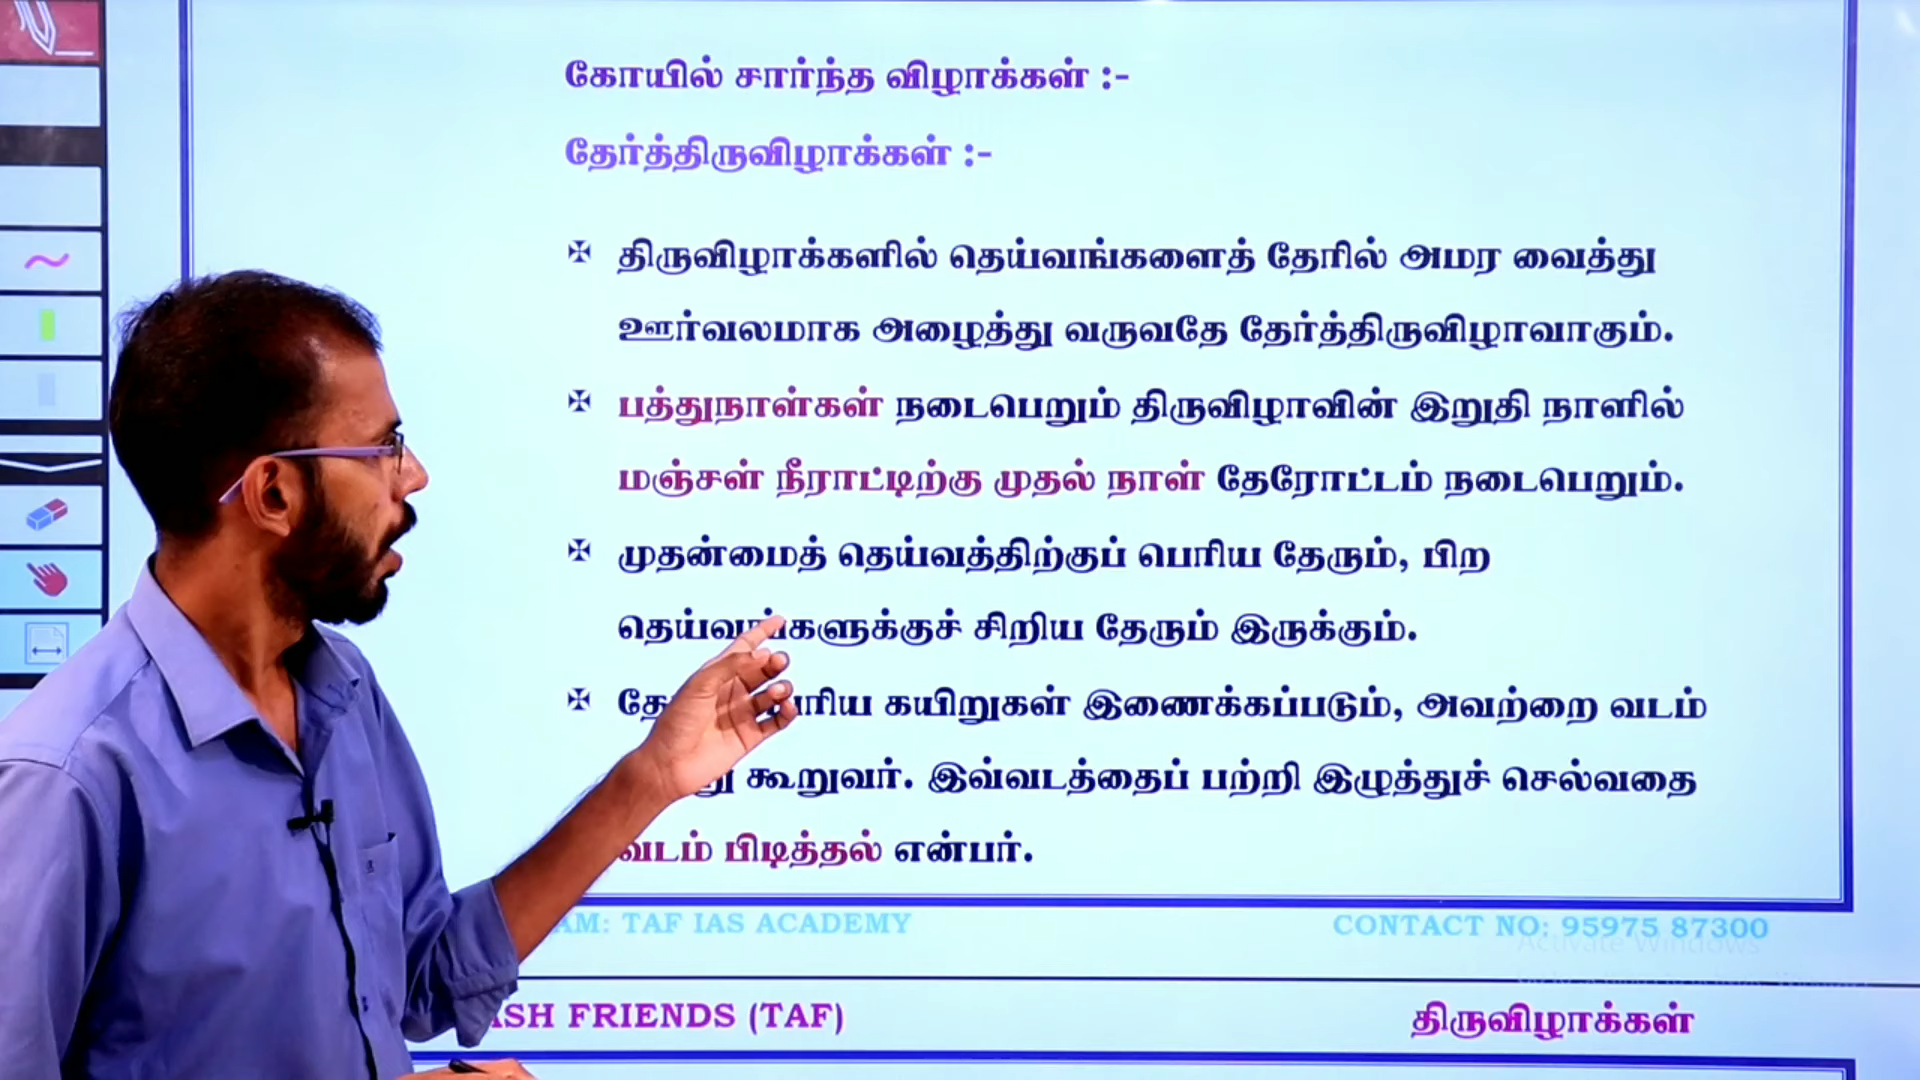 கோயில் சார்ந்த விழாக்கள் :-
தேர்த்திருவிழாக்கள் :-
✠ திருவிழாக்களில் தெய்வங்களைத் தேரில் அமர வைத்து
ஊர்வலமாக அழைத்து வருவதே தேர்த்திருவிழாவாகும்.
✠ பத்துநாள்கள் நடைபெறும் திருவிழாவின் இறுதி நாளில்
மஞ்சள் நீராட்டிற்கு முதல் நாள் தேரோட்டம் நடைபெறும்.
✠ முதன்மைத் தெய்வத்திற்குப் பெரிய தேரும், பிற
தெய்வங்களுக்குச் சிறிய தேரும் இருக்கும்.
✠ கயிறுகள் இணைக்கப்படும், அவற்றை வடம்
கூறுவர். இவ்வடத்தைப் பற்றி இழுத்துச் செல்வதை
வடம் பிடித்தல் என்பர்.
AM: TAF IAS ACADEMY CONTACT NO: 95975 87300
Activate Windows
ASH FRIENDS (TAF) திருவிழாக்கள்